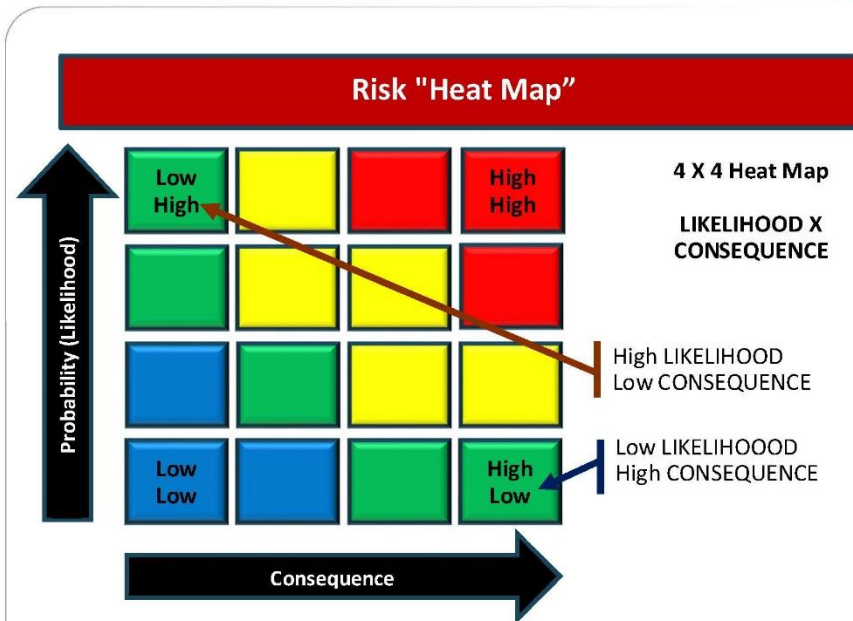 Risk "Heat Map”
Low
High
High
High
4 X 4 Heat Map
LIKELIHOOD X
CONSEQUENCE
Probability (Likelihood)
High LIKELIHOOD
Low CONSEQUENCE
Low
Low
High
Low
Low LIKELIHOOOD
High CONSEQUENCE
Consequence